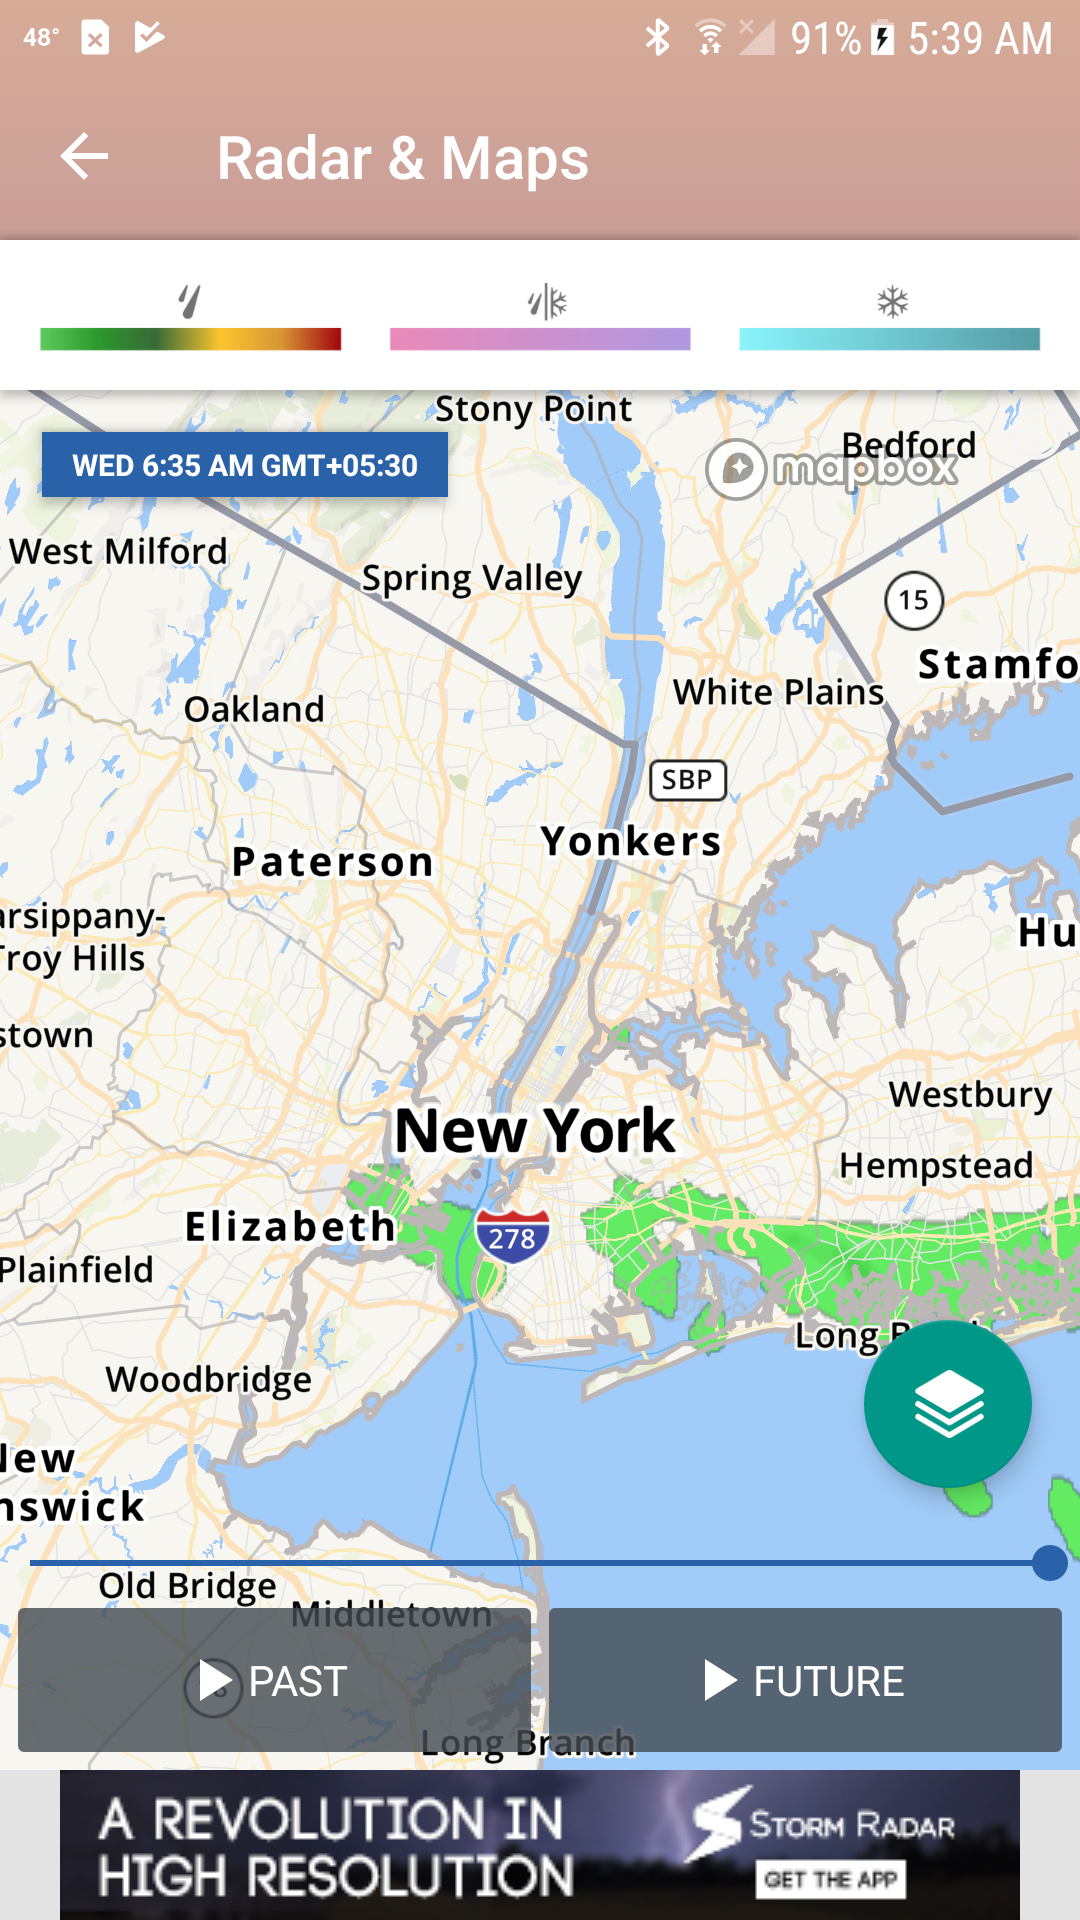 48°
91%
5:39 AM
Radar & Maps
Stony Point
Bedford
WED 6:35 AM GMT+05:30
mapbox
West Milford
Spring Valley
15
Stamfo
White Plains
Oakland
SBP
Yonkers
Paterson
arsippany-
Troy Hills
Hu
stown
Westbury
New York
Hempstead
Elizabeth
278
Plainfield
Long
Woodbridge
New
nswick
Old Bridge
Middletown
PAST
FUTURE
Long Branch
A REVOLUTION IN
HIGH RESOLUTION
STORM RADAR
GET THE APP